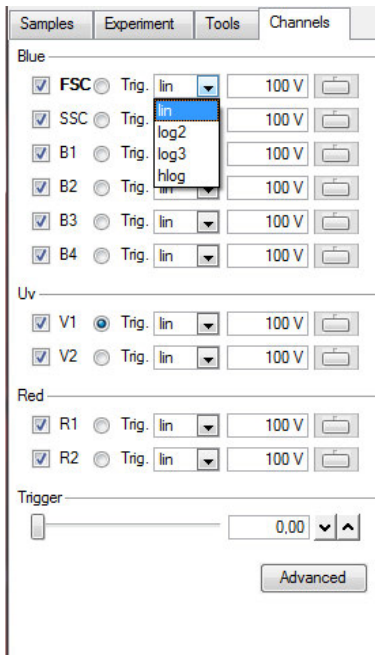 Samples Experiment Tools Channels
Blue
FSC Trig. lin 100 V
lin
SSC Trig. 100 V
log2
B1 Trig. log3 100 V
hlog
B2 Trig. lin 100 V
B3 Trig. lin 100 V
B4 Trig. lin 100 V
Uv
V1 Trig. lin 100 V
V2 Trig. lin 100 V
Red
R1 Trig. lin 100 V
R2 Trig. lin 100 V
Trigger
0,00
Advanced